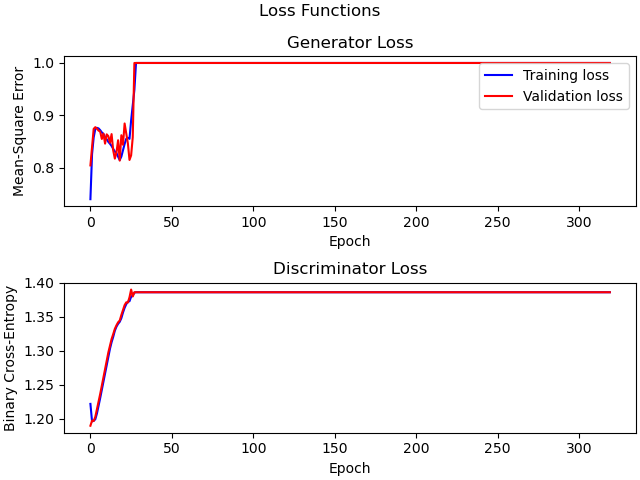 Loss Functions
Generator Loss
Mean-Square Error
1.0
0.9
0.8
Training loss
Validation loss
0 50 100 150 200 250 300
Epoch
Discriminator Loss
Binary Cross-Entropy
1.40
1.35
1.30
1.25
1.20
0 50 100 150 200 250 300
Epoch